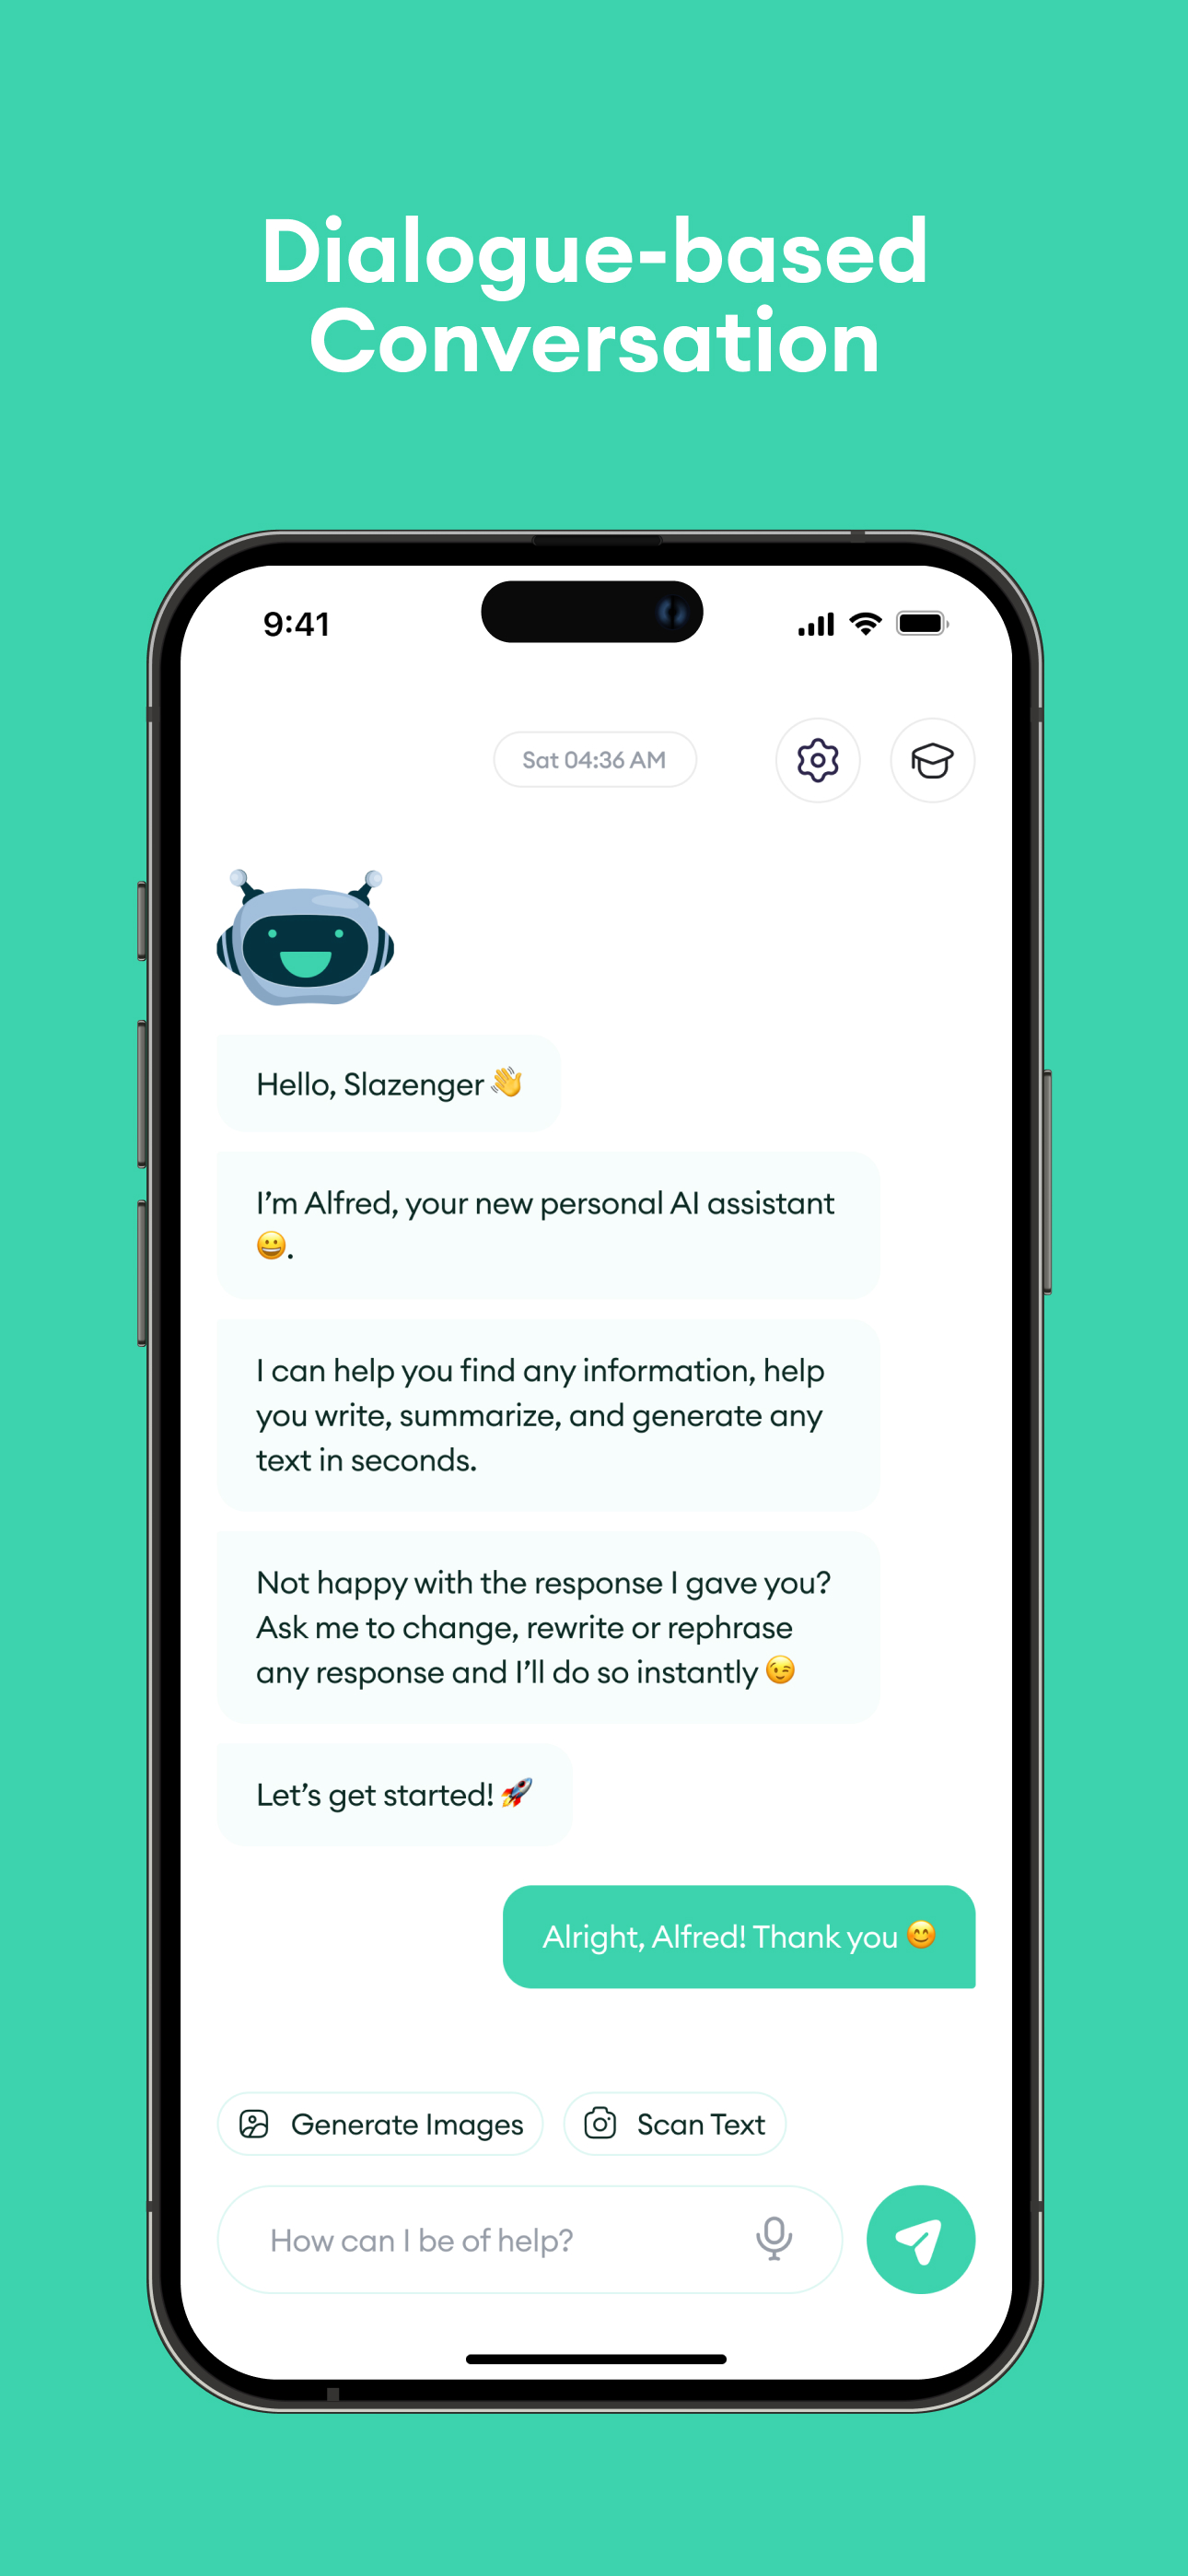 Dialogue-based
Conversation
9:41
Sat 04:36 AM
Hello, Slazenger 👋
I’m Alfred, your new personal AI assistant
😀.
I can help you find any information, help
you write, summarize, and generate any
text in seconds.
Not happy with the response I gave you?
Ask me to change, rewrite or rephrase
any response and I’ll do so instantly 😉
Let’s get started! 🚀
Alright, Alfred! Thank you 😊
Generate Images
Scan Text
How can I be of help?